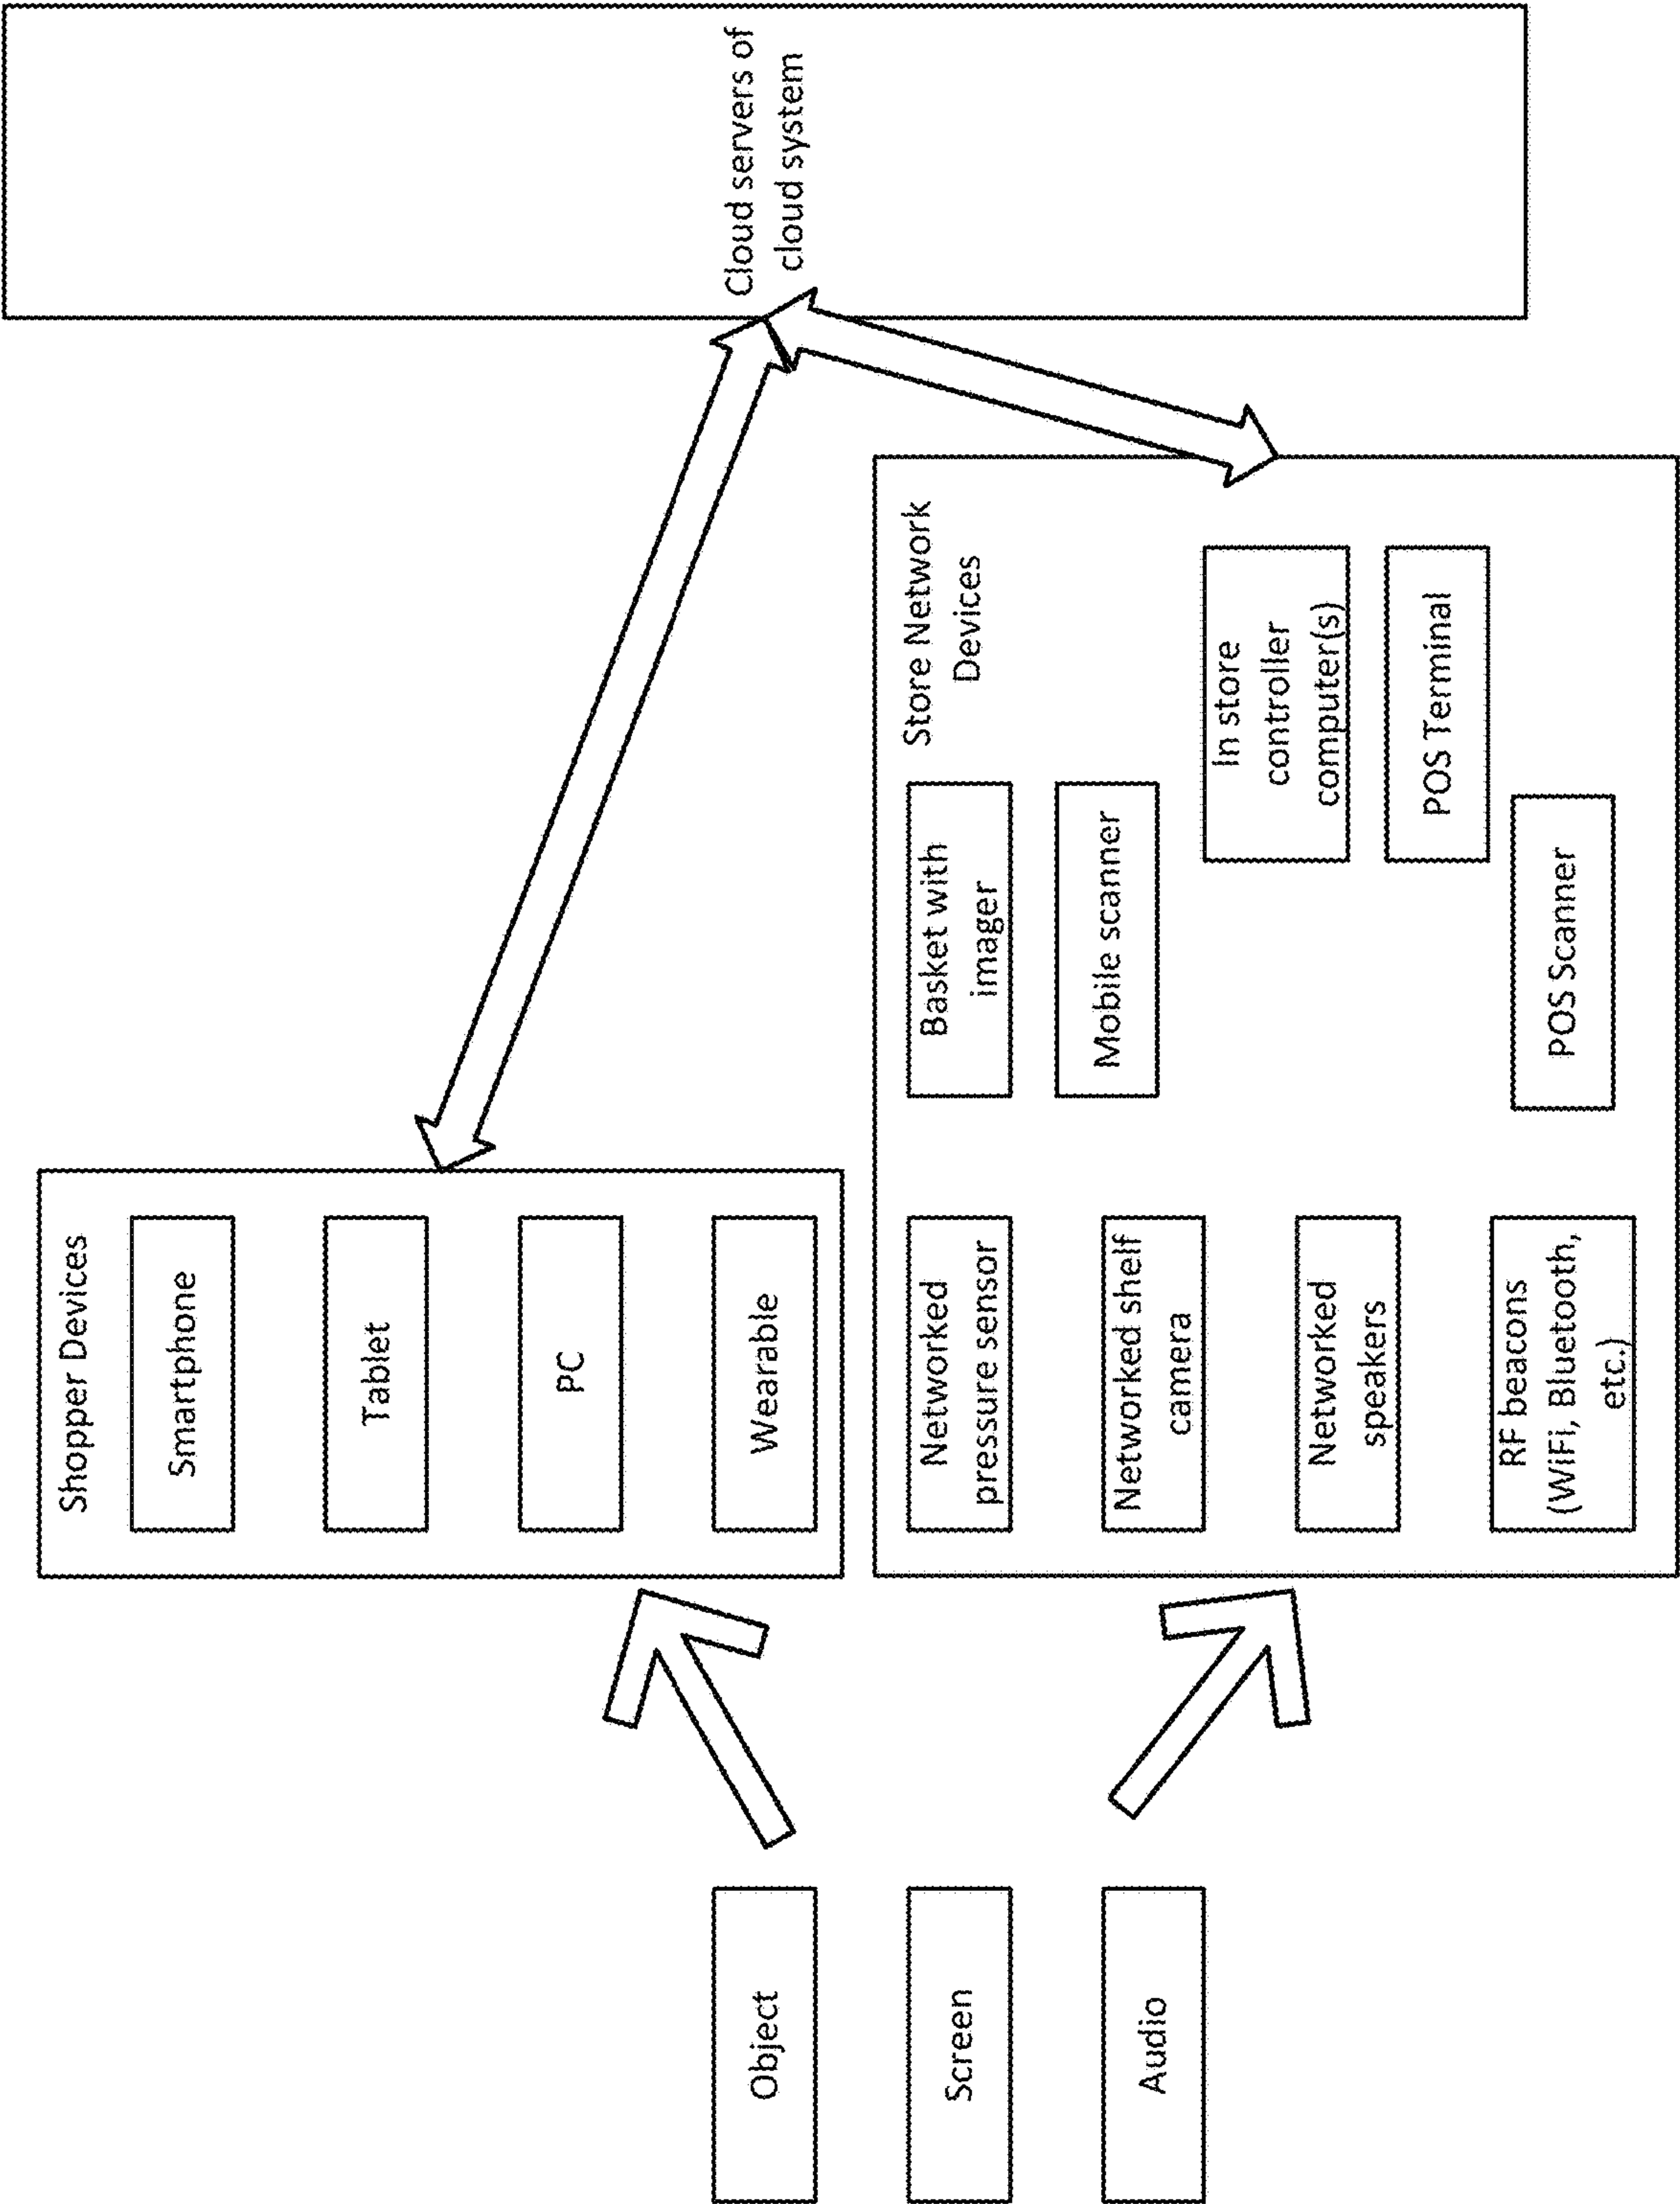 Object
Screen
Audio
Shopper Devices
Smartphone
Tablet
PC
Wearable
Store Network
Devices
Networked
pressure sensor
Networked shelf
camera
Networked
speakers
RF beacons
(WiFi, Bluetooth,
etc.)
Basket with
imager
Mobile scanner
In store
controller
computer(s)
POS Terminal
POS Scanner
Cloud servers of
cloud system